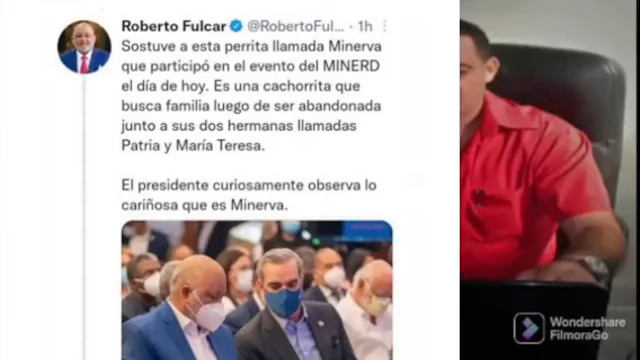 Roberto Fulcar @RobertoFul... · 1h
Sostuve a esta perrita llamada Minerva
que participó en el evento del MINERD
el día de hoy. Es una cachorrita que
busca familia luego de ser abandonada
junto a sus dos hermanas llamadas
Patria y María Teresa.
El presidente curiosamente observa lo
cariñosa que es Minerva.
Wondershare
FilmoraGo